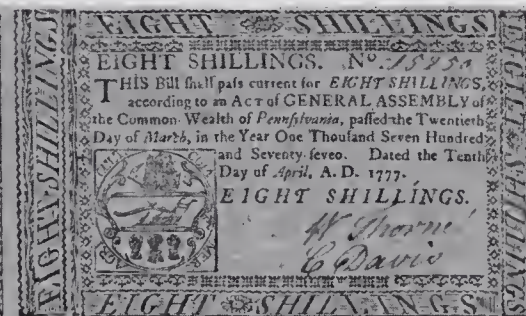 EIGHT SHILLINGS
EIGHT SHILLINGS
EIGHT SHILLINGS. Nº. 15850
THIS Bill ſhall paſs current for EIGHT SHILLINGS,
according to an ACT of GENERAL ASSEMBLY of
the Common-Wealth of Pennſylvania, paſſed the Twentieth
Day of March, in the Year One Thouſand Seven Hundred
and Seventy-ſeven. Dated the Tenth
Day of April, A. D. 1777.
EIGHT SHILLINGS.
W Thorne
C Davis
EIGHT SHILLINGS
EIGHT SHILLINGS